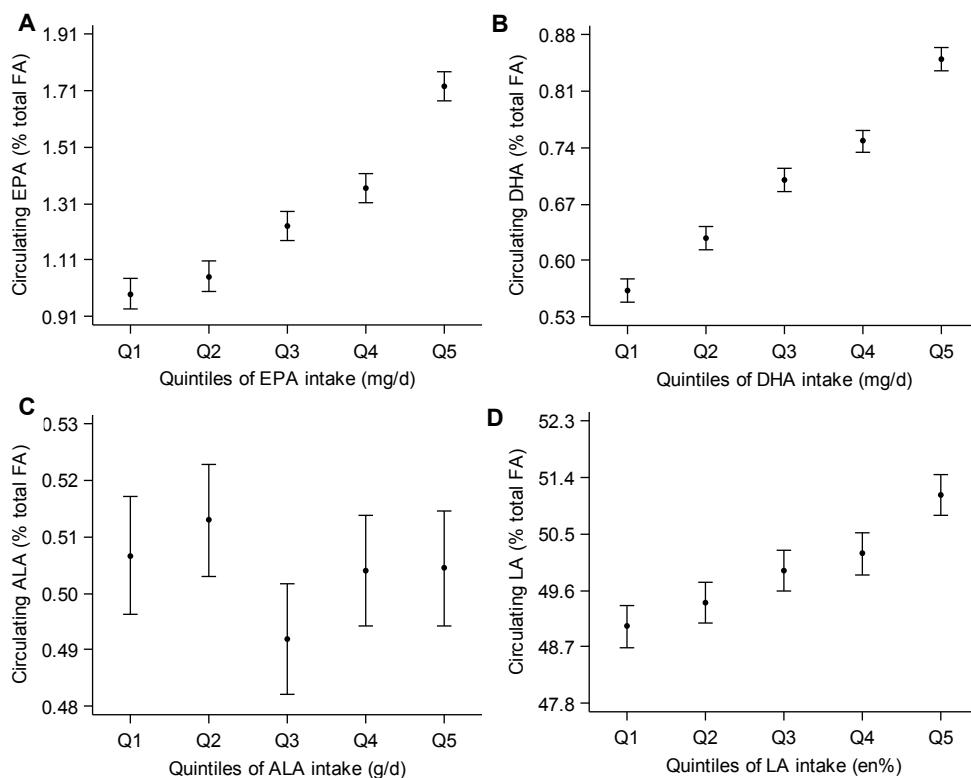 A
Circulating EPA (% total FA)
1.91
1.71
1.51
1.31
1.11
0.91
Q1 Q2 Q3 Q4 Q5
Quintiles of EPA intake (mg/d)
B
Circulating DHA (% total FA)
0.88
0.81
0.74
0.67
0.60
0.53
Q1 Q2 Q3 Q4 Q5
Quintiles of DHA intake (mg/d)
C
Circulating ALA (% total FA)
0.53
0.52
0.51
0.50
0.49
0.48
Q1 Q2 Q3 Q4 Q5
Quintiles of ALA intake (g/d)
D
Circulating LA (% total FA)
52.3
51.4
50.5
49.6
48.7
47.8
Q1 Q2 Q3 Q4 Q5
Quintiles of LA intake (en%)